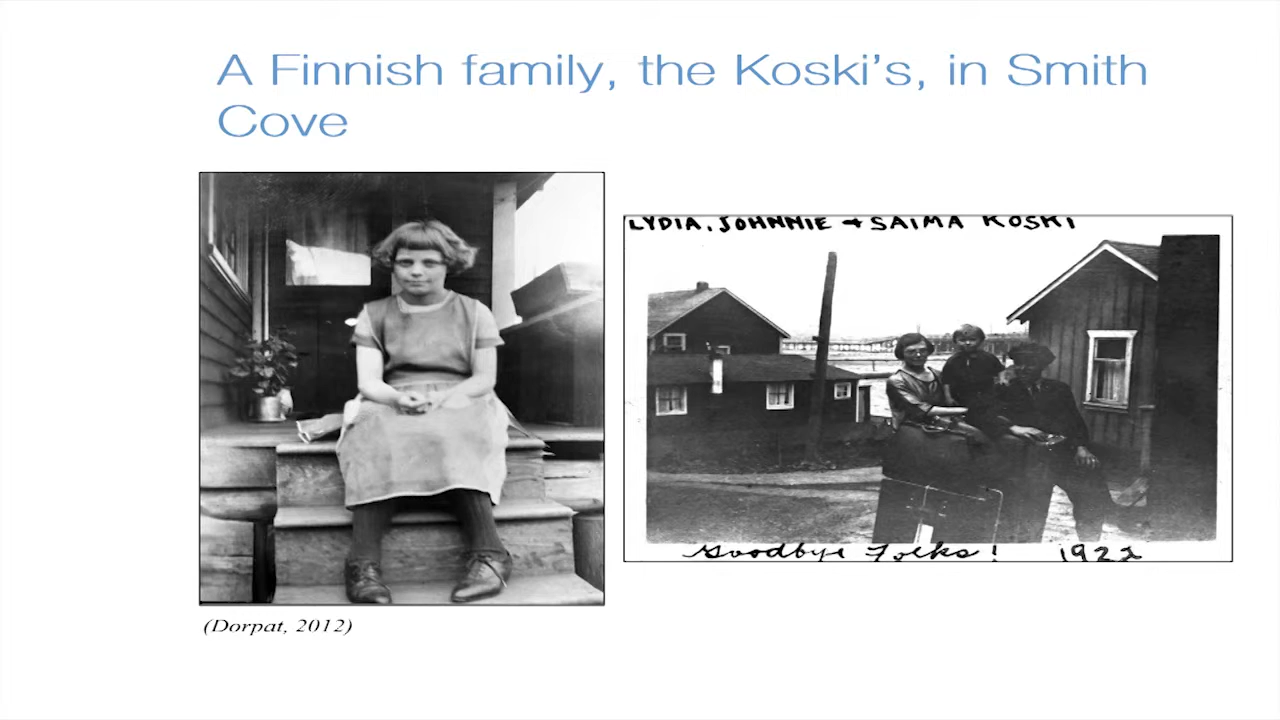 A Finnish family, the Koski's, in Smith
Cove
LYDIA, JOHNNIE + SAIMA KOSKI
Goodbye Folks! 1922
(Dorpat, 2012)